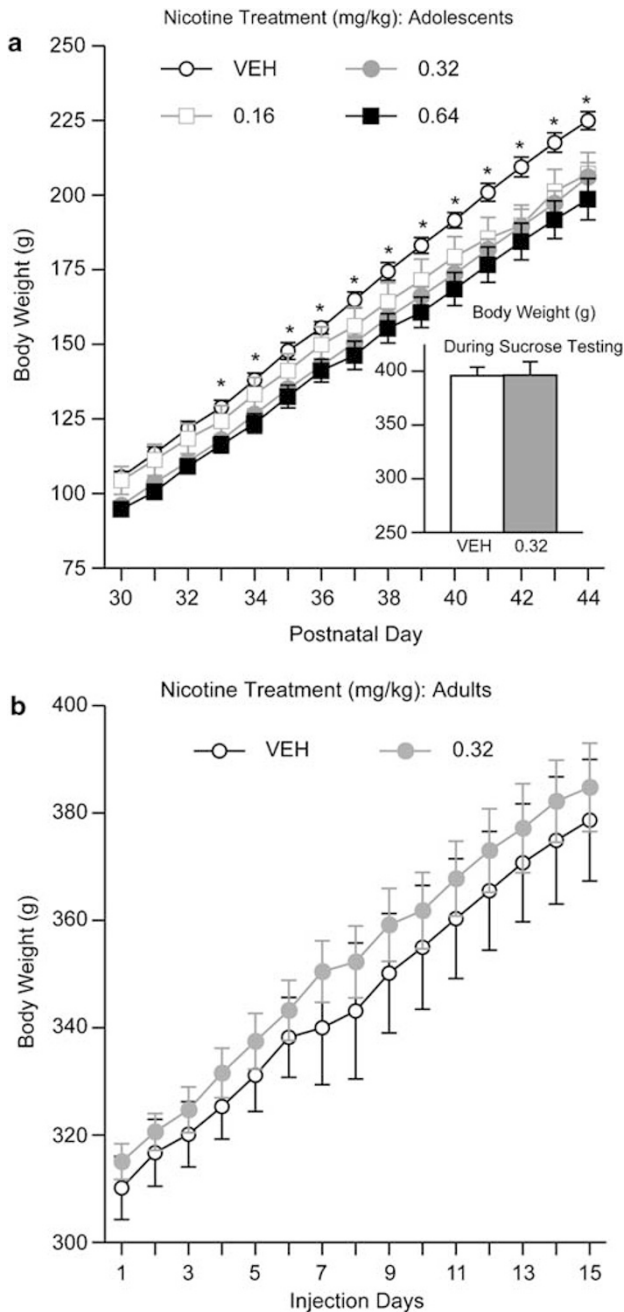 Nicotine Treatment (mg/kg): Adolescents
a
250
225
200
175
150
125
100
75
VEH
0.32
0.16
0.64
* * * * * * * * * * * *
Body Weight (g)
Body Weight (g)
During Sucrose Testing
400
350
300
250
VEH 0.32
30 32 34 36 38 40 42 44
Postnatal Day
Nicotine Treatment (mg/kg): Adults
b
400
380
360
340
320
300
VEH
0.32
Body Weight (g)
1 3 5 7 9 11 13 15
Injection Days